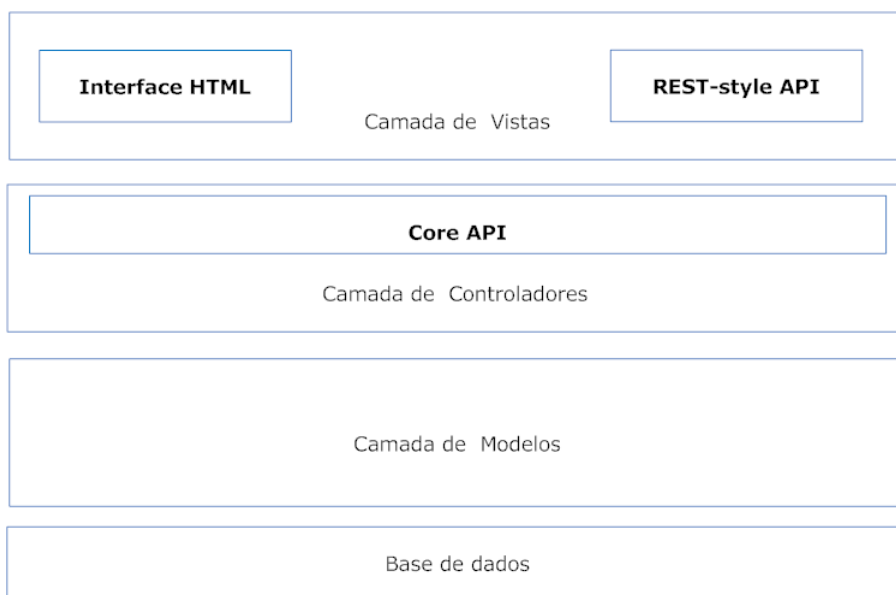 Interface HTML
REST-style API
Camada de Vistas
Core API
Camada de Controladores
Camada de Modelos
Base de dados